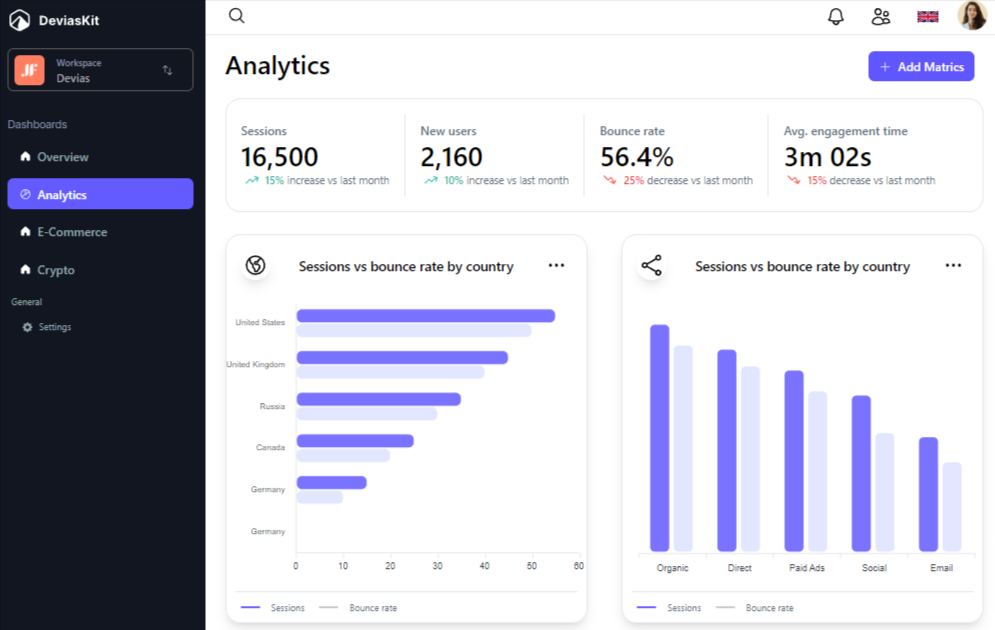 DeviasKit
Workspace
Devias
Dashboards
Overview
Analytics
E-Commerce
Crypto
General
Settings
Analytics
+ Add Matrics
Sessions
16,500
15% increase vs last month
New users
2,160
10% increase vs last month
Bounce rate
56.4%
25% decrease vs last month
Avg. engagement time
3m 02s
15% decrease vs last month
Sessions vs bounce rate by country
United States
United Kingdom
Russia
Canada
Germany
Germany
0 10 20 30 40 50 60
Sessions Bounce rate
Sessions vs bounce rate by country
Organic Direct Paid Ads Social Email
Sessions Bounce rate